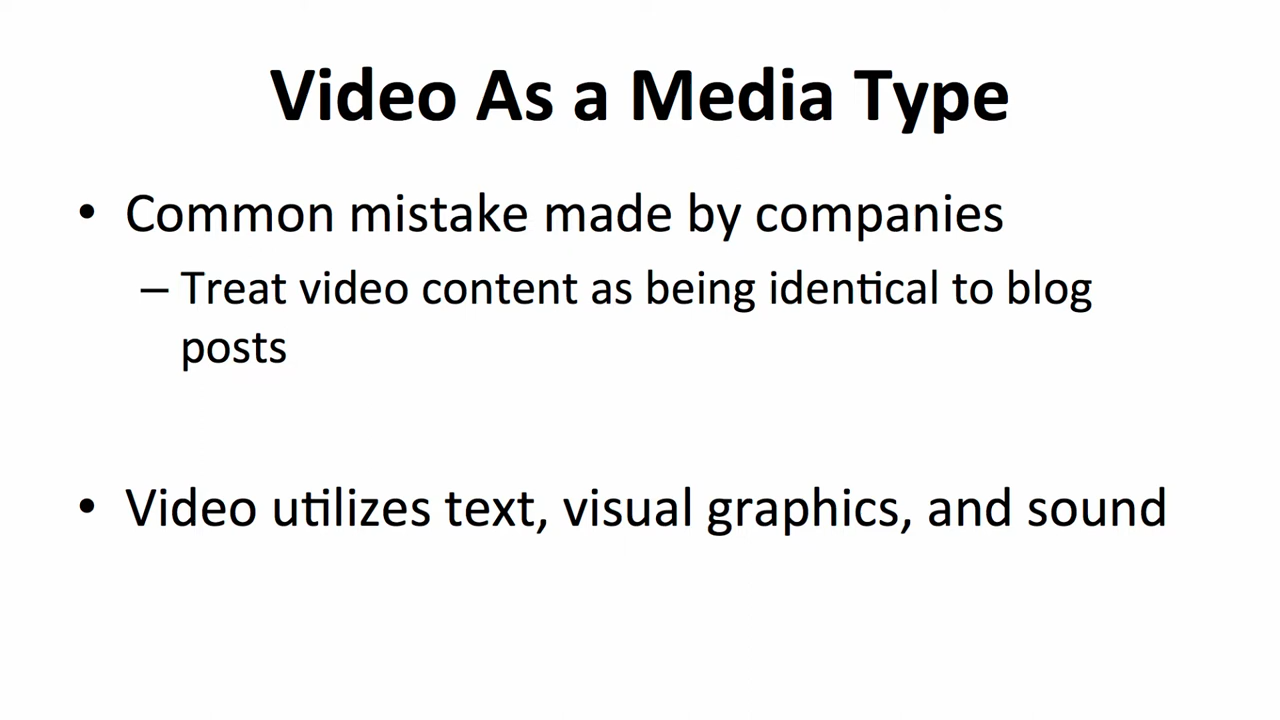 Video As a Media Type
• Common mistake made by companies
– Treat video content as being identical to blog
posts
• Video utilizes text, visual graphics, and sound